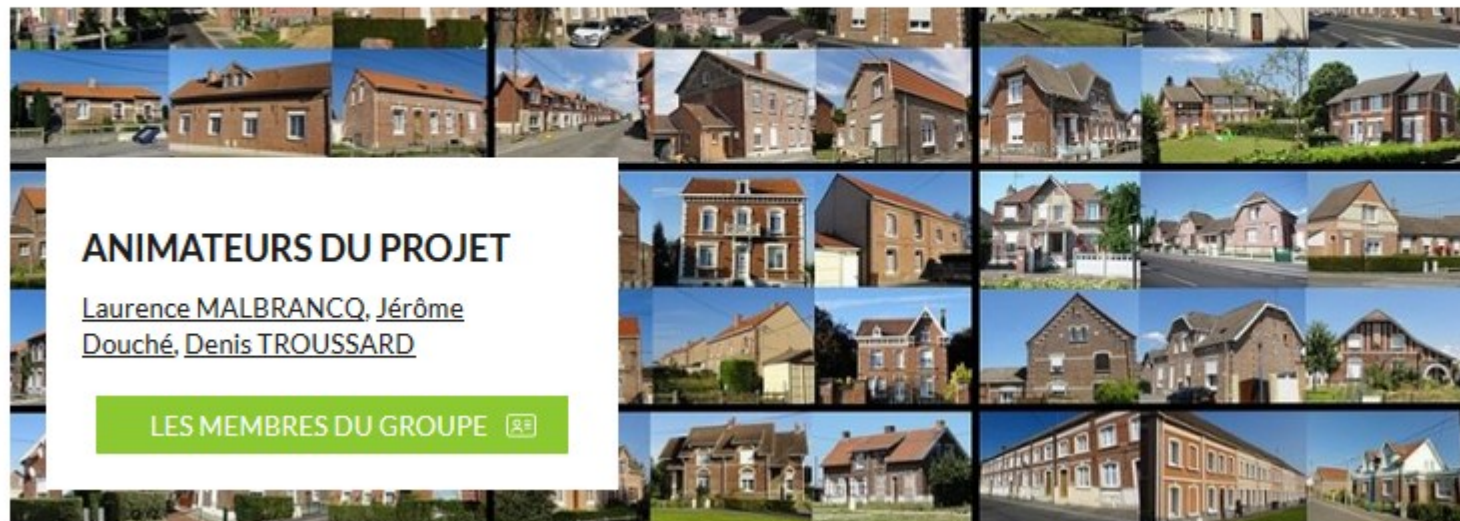 ANIMATEURS DU PROJET
Laurence MALBRANCQ, Jérôme
Douché, Denis TROUSSARD
LES MEMBRES DU GROUPE